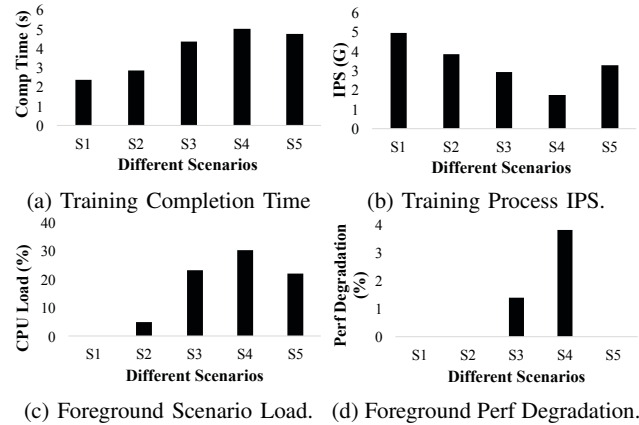 Comp Time (s)
6
5
4
3
2
1
0
S1 S2 S3 S4 S5
Different Scenarios
(a) Training Completion Time
IPS (G)
6
5
4
3
2
1
0
S1 S2 S3 S4 S5
Different Scenarios
(b) Training Process IPS.
CPU Load (%)
40
30
20
10
0
S1 S2 S3 S4 S5
Different Scenarios
(c) Foreground Scenario Load.
Perf Degradation
(%)
4
3
2
1
0
S1 S2 S3 S4 S5
Different Scenarios
(d) Foreground Perf Degradation.